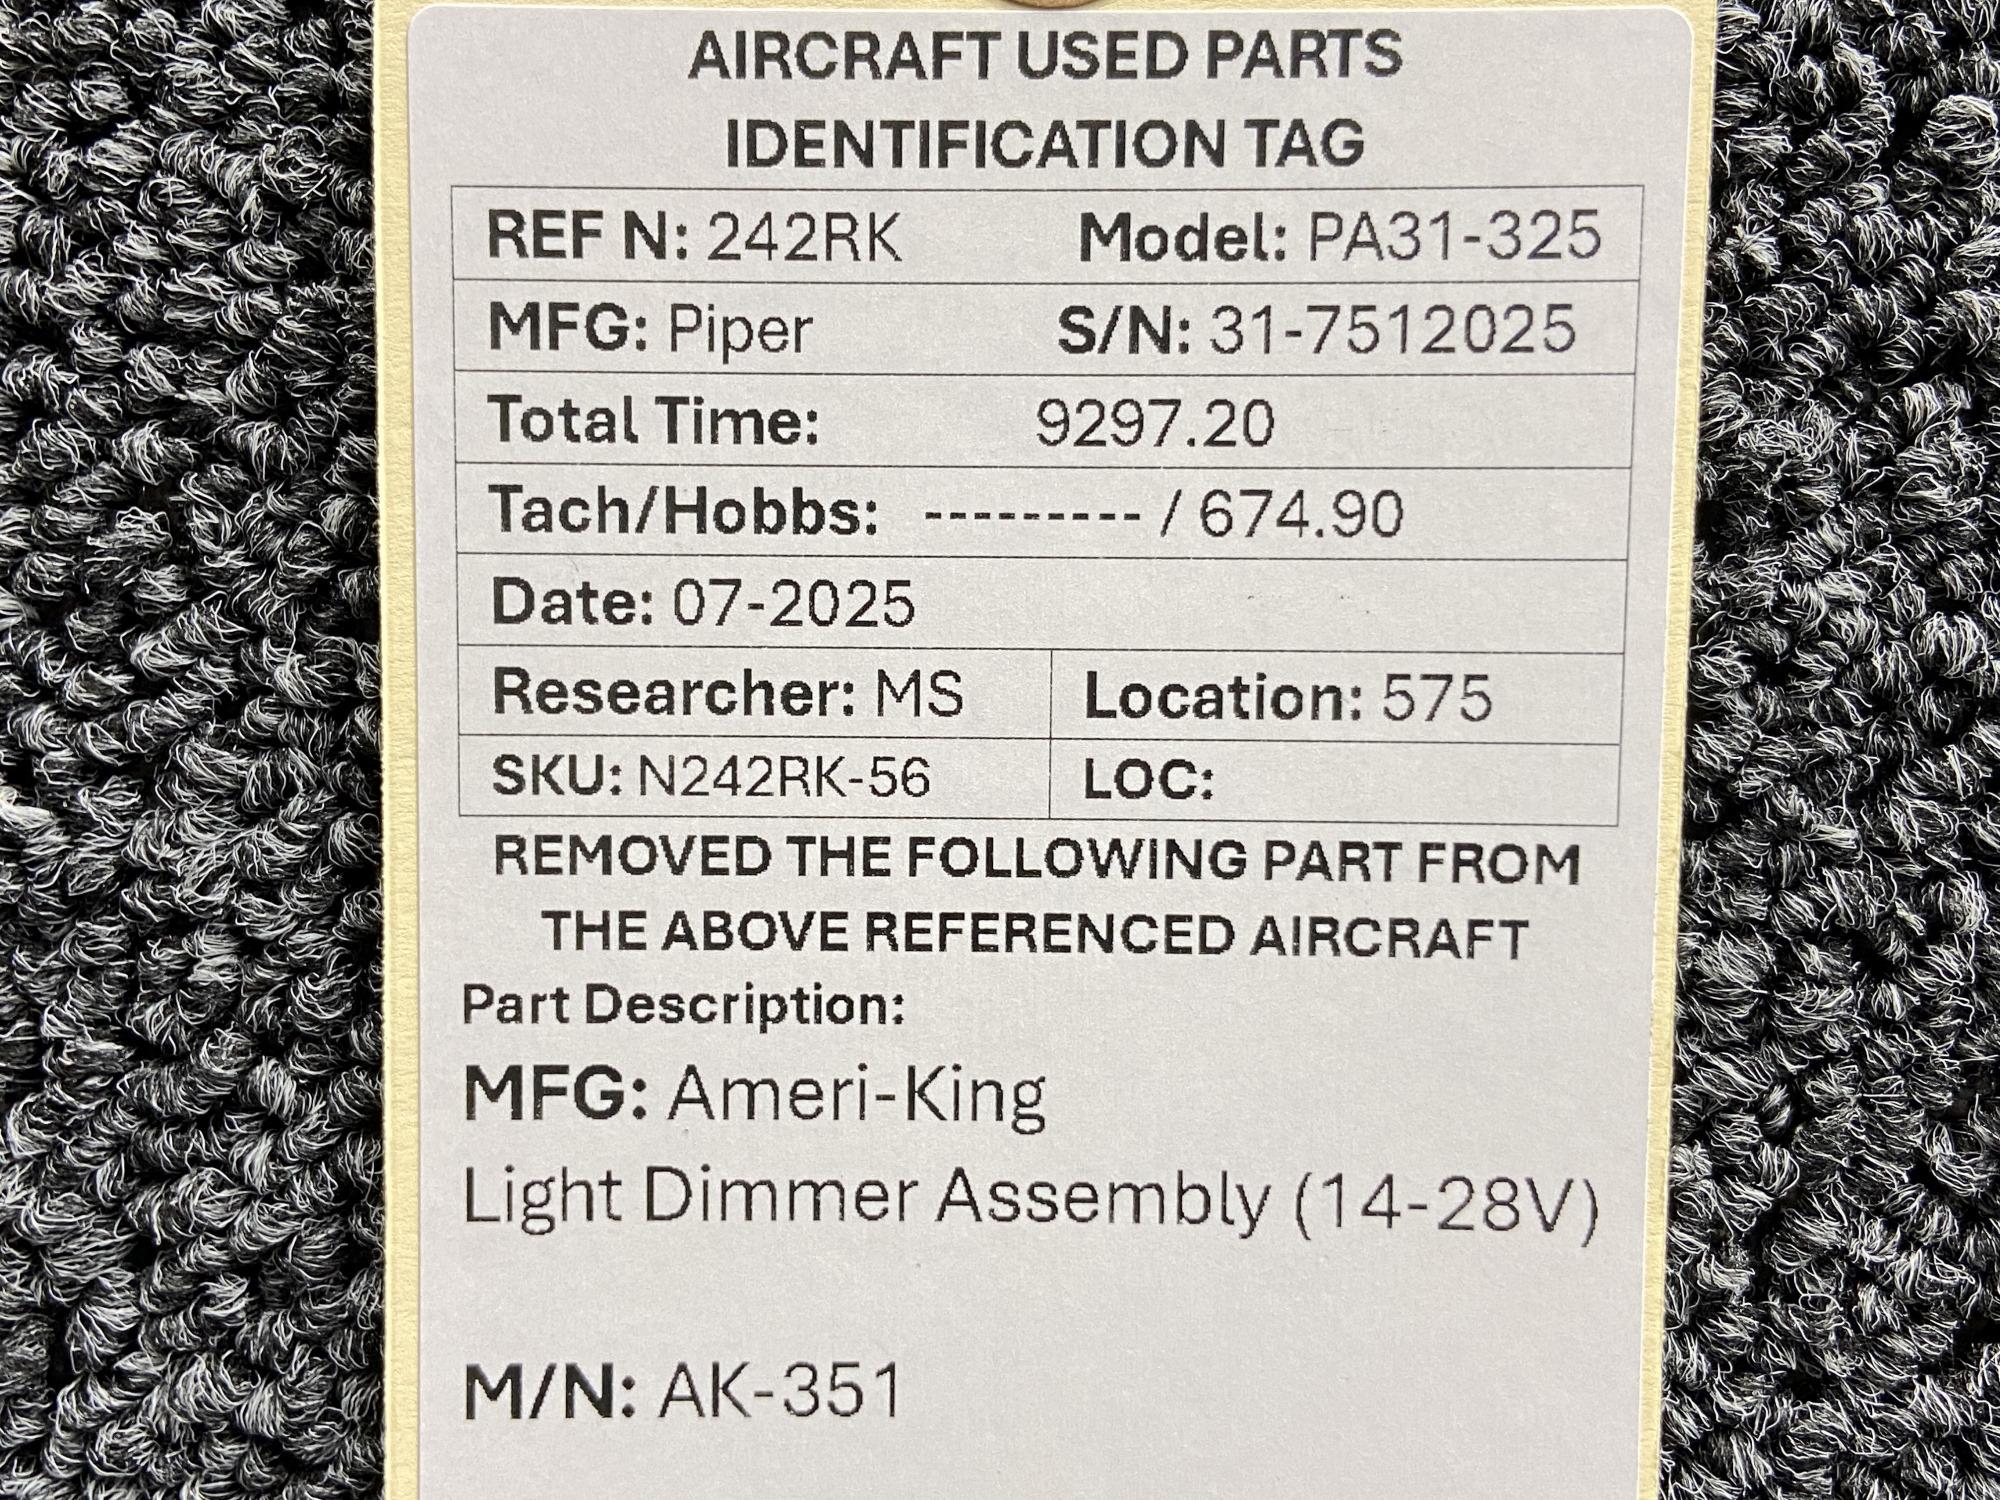 AIRCRAFT USED PARTS
IDENTIFICATION TAG
REF N: 242RK Model: PA31-325
MFG: Piper S/N: 31-7512025
Total Time: 9297.20
Tach/Hobbs: --------- / 674.90
Date: 07-2025
Researcher: MS Location: 575
SKU: N242RK-56 LOC:
REMOVED THE FOLLOWING PART FROM
THE ABOVE REFERENCED AIRCRAFT
Part Description:
MFG: Ameri-King
Light Dimmer Assembly (14-28V)
M/N: AK-351